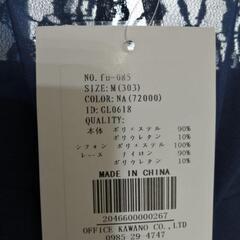 NO. fu-085
SIZE: M(303)
COLOR: NA(72000)
ID: GL0618
QUALITY:
本体 ポリエステル 90%
ポリウレタン 10%
シフォン ポリエステル 100%
レース ナイロン 90%
ポリウレタン 10%
MADE IN CHINA
2046600000267
OFFICE KAWANO CO.,LTD
0985 29 4747